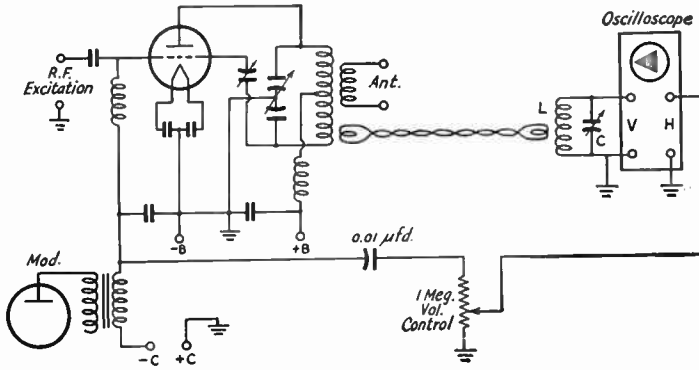 Oscilloscope
R.F.
Excitation
Ant.
L
C
V
H
-B
+B
Mod.
0.01 µfd.
1 Meg.
Vol.
Control
-C
+C